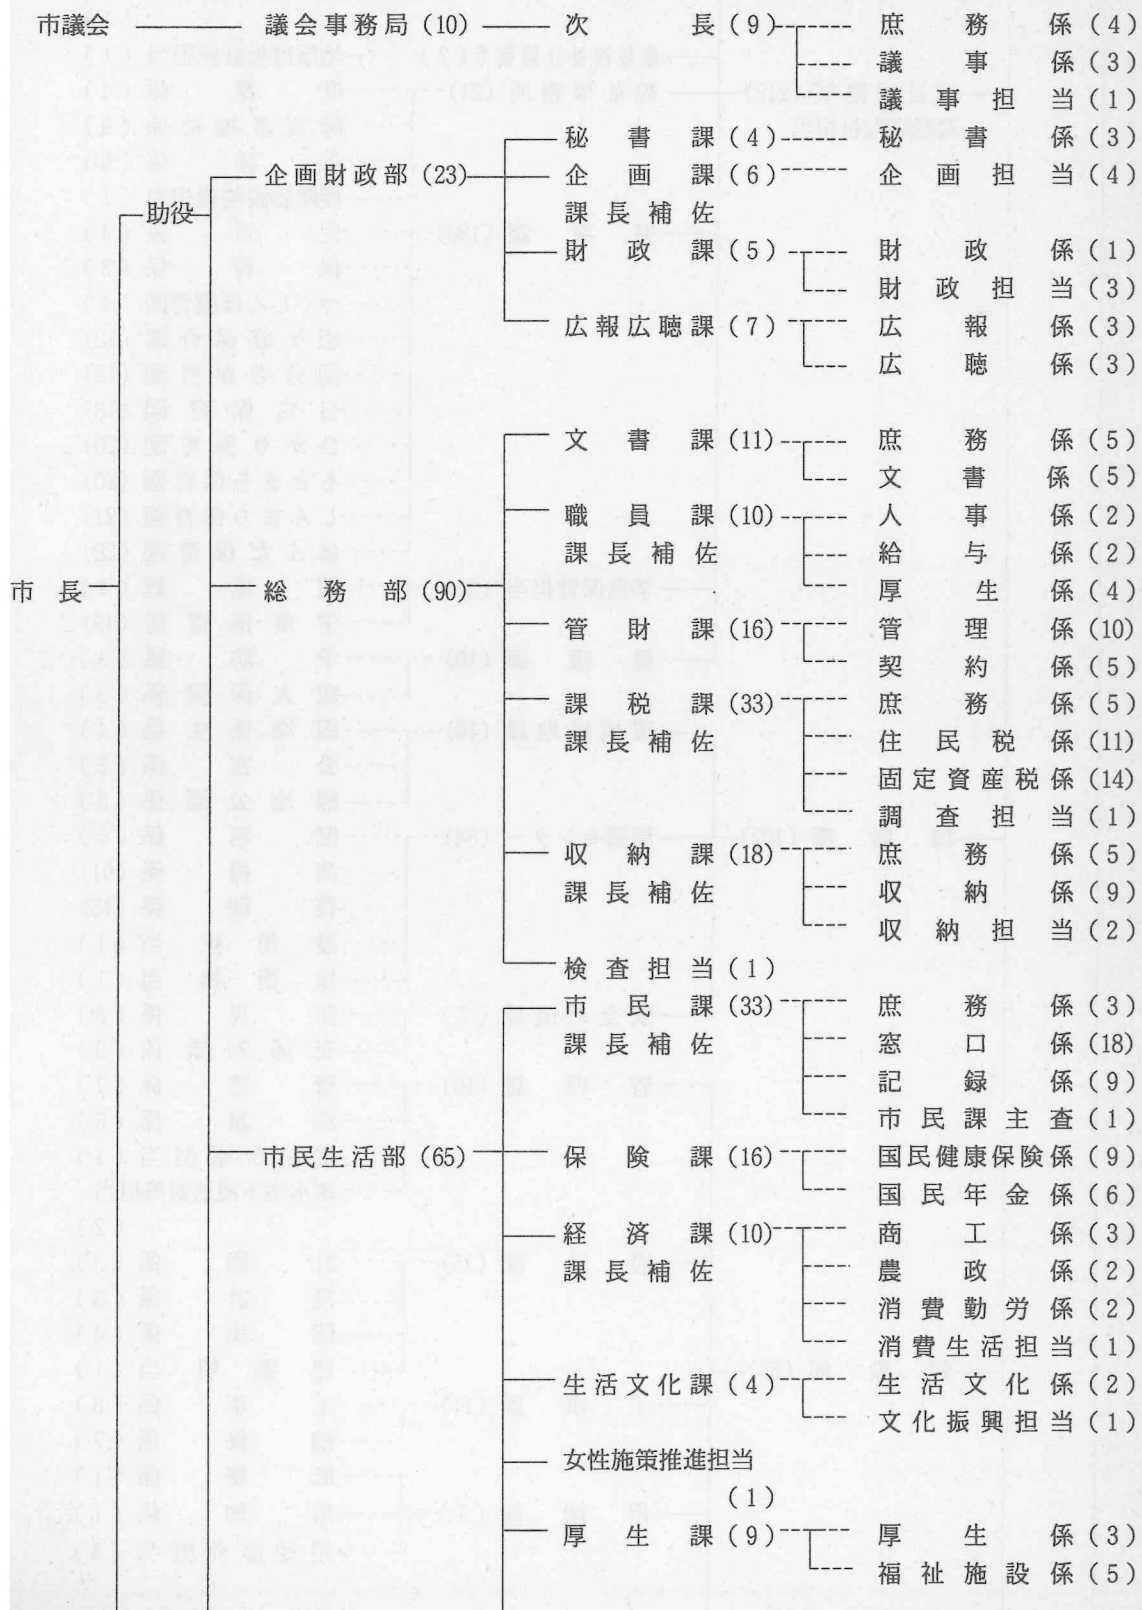 市議会 議会事務局(10) 次長(9) 庶務係(4)
議事係(3)
議事担当(1)
秘書課(4) 秘書係(3)
企画財政部(23) 企画課(6) 企画担当(4)
助役 課長補佐
財政課(5) 財政係(1)
財政担当(3)
広報広聴課(7) 広報係(3)
広聴係(3)
文書課(11) 庶務係(5)
文書係(5)
職員課(10) 人事係(2)
課長補佐 給与係(2)
市長 総務部(90) 厚生係(4)
管財課(16) 管理係(10)
契約係(5)
課税課(33) 庶務係(5)
課長補佐 住民税係(11)
固定資産税係(14)
調査担当(1)
収納課(18) 庶務係(5)
課長補佐 収納係(9)
収納担当(2)
検査担当(1)
市民課(33) 庶務係(3)
課長補佐 窓口係(18)
記録係(9)
市民課主査(1)
市民生活部(65) 保険課(16) 国民健康保険係(9)
国民年金係(6)
経済課(10) 商工係(3)
課長補佐 農政係(2)
消費勤労係(2)
消費生活担当(1)
生活文化課(4) 生活文化係(2)
文化振興担当(1)
女性施策推進担当
(1)
厚生課(9) 厚生係(3)
福祉施設係(5)